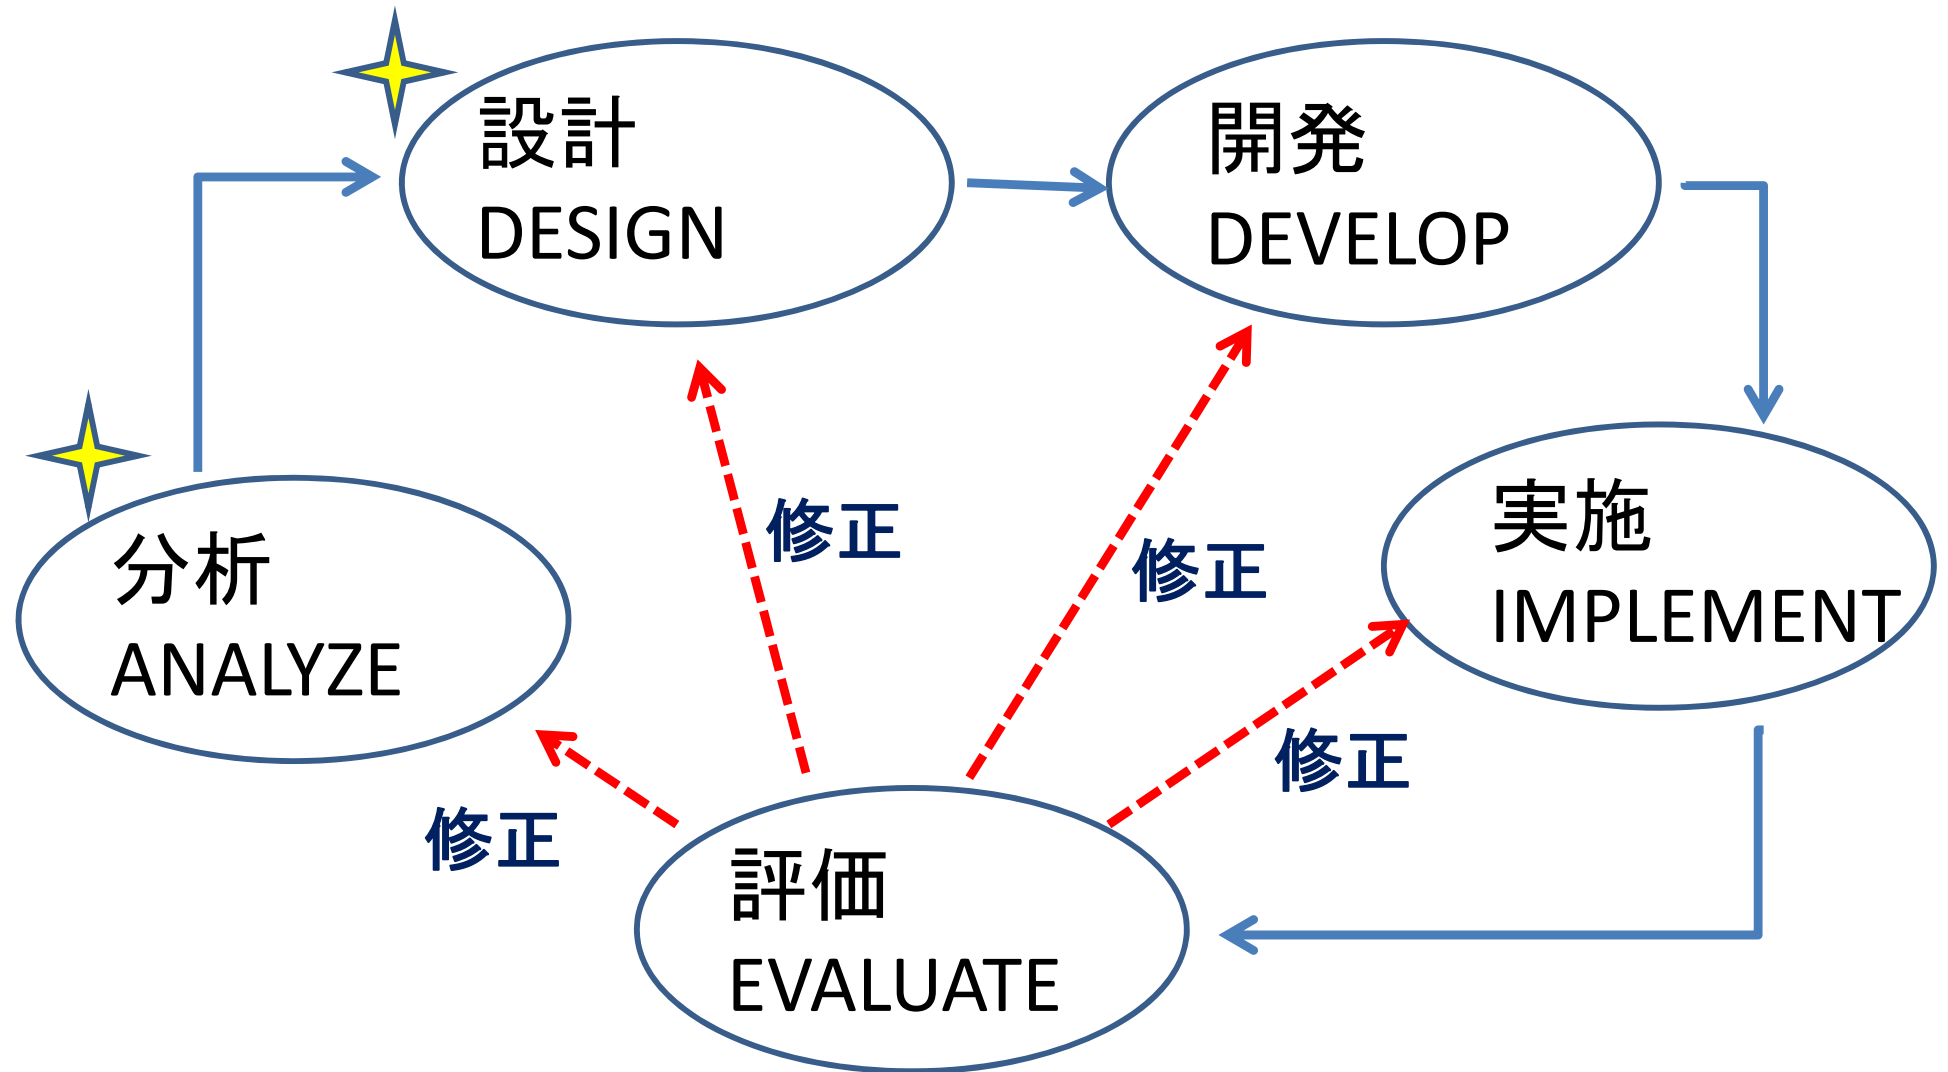 設計
DESIGN
開発
DEVELOP
分析
ANALYZE
修正
修正
実施
IMPLEMENT
修正
修正
評価
EVALUATE